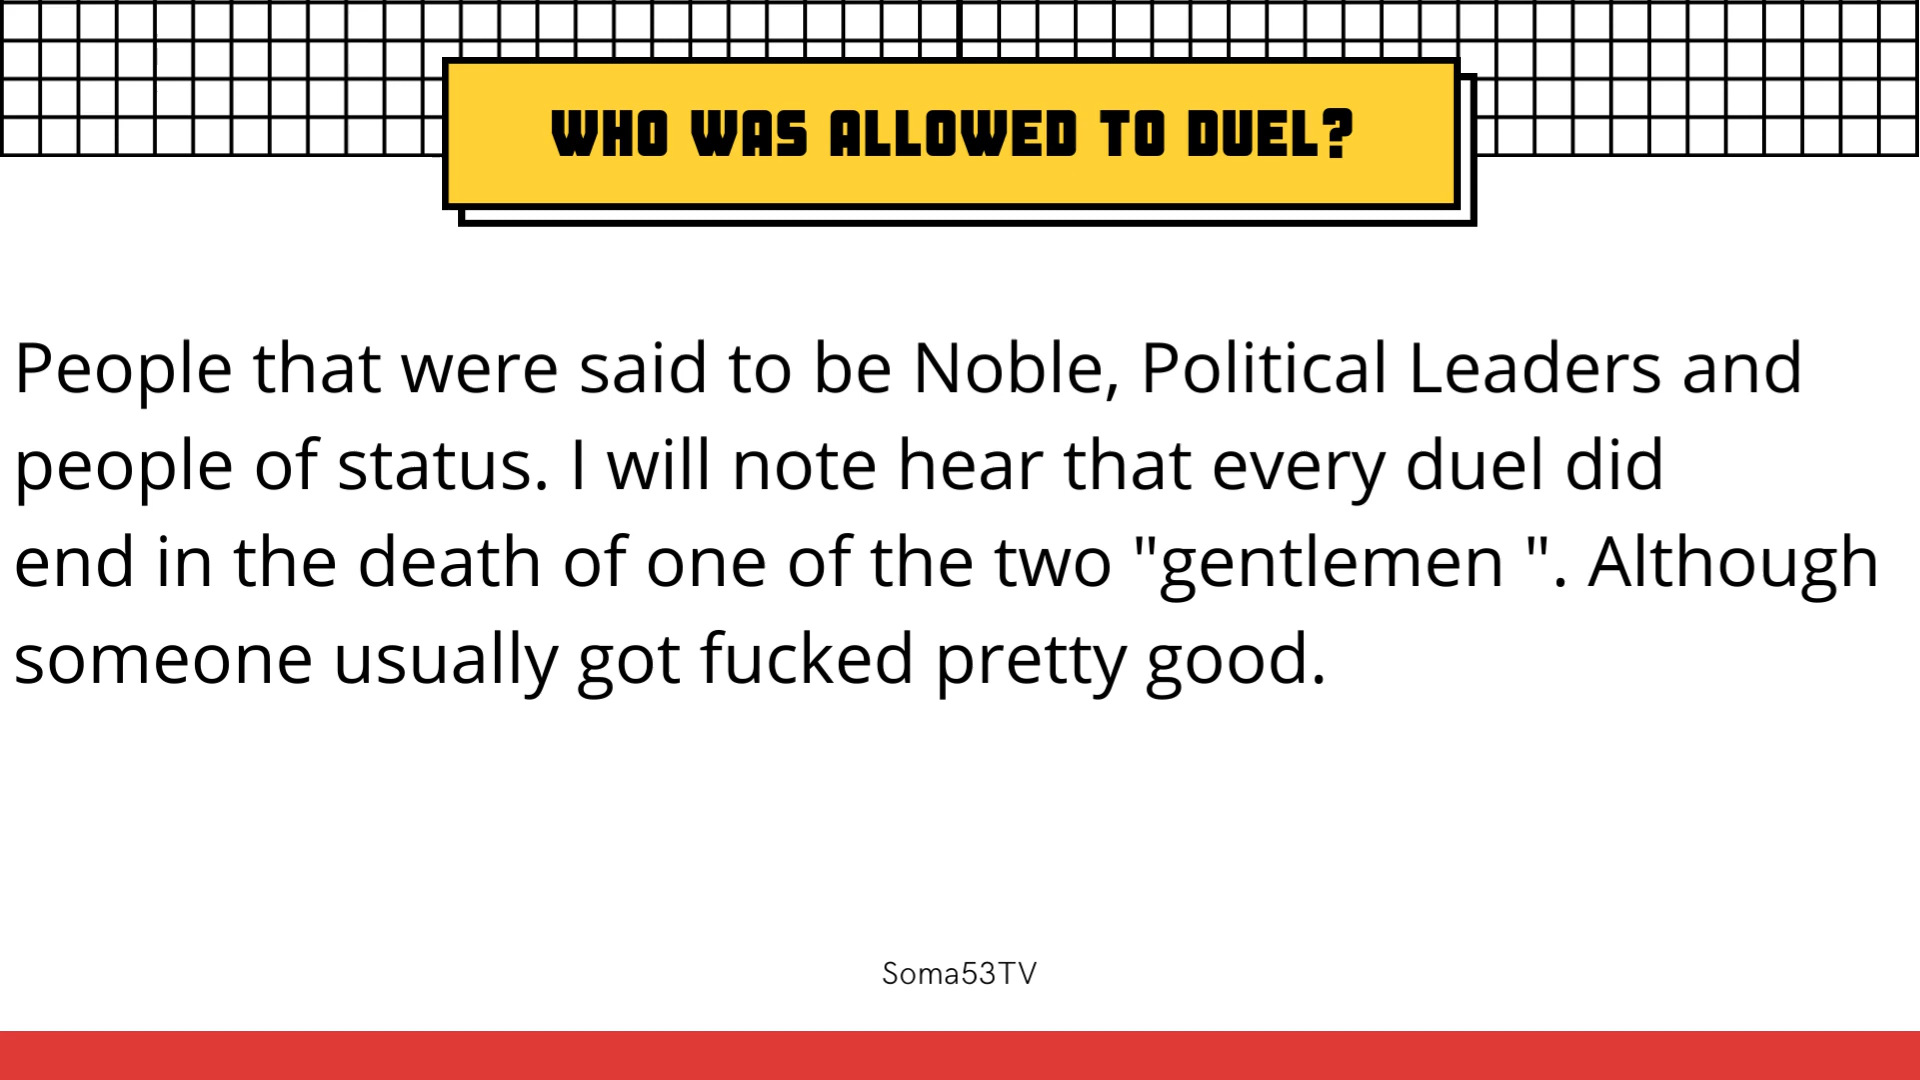 WHO WAS ALLOWED TO DUEL?
People that were said to be Noble, Political Leaders and
people of status. I will note hear that every duel did
end in the death of one of the two "gentlemen ". Although
someone usually got fucked pretty good.
Soma53TV